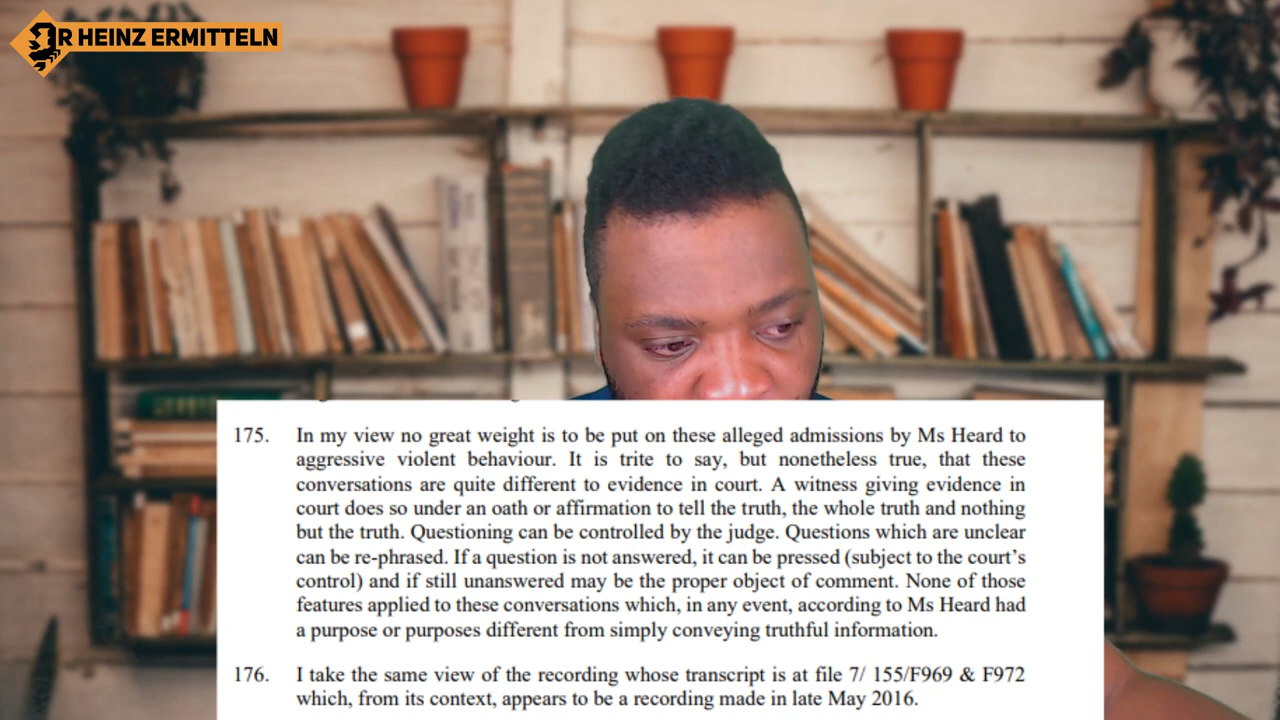 R HEINZ ERMITTELN
175. In my view no great weight is to be put on these alleged admissions by Ms Heard to
aggressive violent behaviour. It is trite to say, but nonetheless true, that these
conversations are quite different to evidence in court. A witness giving evidence in
court does so under an oath or affirmation to tell the truth, the whole truth and nothing
but the truth. Questioning can be controlled by the judge. Questions which are unclear
can be re-phrased. If a question is not answered, it can be pressed (subject to the court's
control) and if still unanswered may be the proper object of comment. None of those
features applied to these conversations which, in any event, according to Ms Heard had
a purpose or purposes different from simply conveying truthful information.
176. I take the same view of the recording whose transcript is at file 7/ 155/F969 & F972
which, from its context, appears to be a recording made in late May 2016.